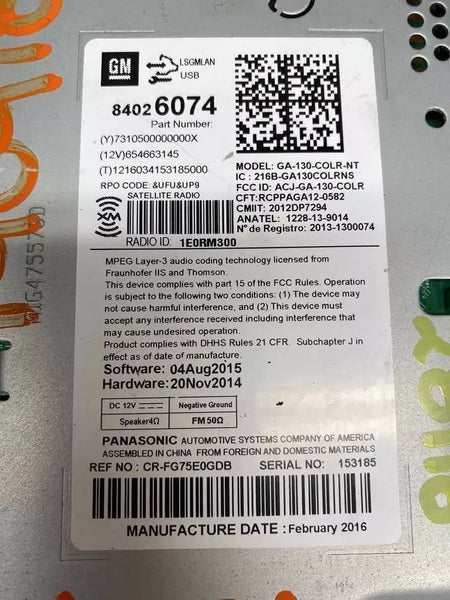 GM
LSGMLAN
USB
84026074
Part Number:
(Y)7310500000000X
(12V)654663145
(T)1216034153185000
RPO CODE: &UFU&UP9
SATELLITE RADIO
XM
RADIO ID: 1E0RM300
MODEL: GA-130-COLR-NT
IC : 216B-GA130COLRNS
FCC ID: ACJ-GA-130-COLR
CFT:RCPPAGA12-0582
CMIIT: 2012DP7294
ANATEL: 1228-13-9014
N° de Registro: 2013-1300074
MPEG Layer-3 audio coding technology licensed from
Fraunhofer IIS and Thomson.
This device complies with part 15 of the FCC Rules. Operation
is subject to the following two conditions: (1) The device may
not cause harmful interference, and (2) This device must
accept any interference received including interference that
may cause undesired operation.
Product complies with DHHS Rules 21 CFR. Subchapter J in
effect as of date of manufacture.
Software: 04Aug2015
Hardware: 20Nov2014
DC 12V
Negative Ground
Speaker4Ω
FM 50Ω
PANASONIC AUTOMOTIVE SYSTEMS COMPANY OF AMERICA
ASSEMBLED IN CHINA FROM FOREIGN AND DOMESTIC MATERIALS
REF NO : CR-FG75E0GDB SERIAL NO: 153185
MANUFACTURE DATE : February 2016